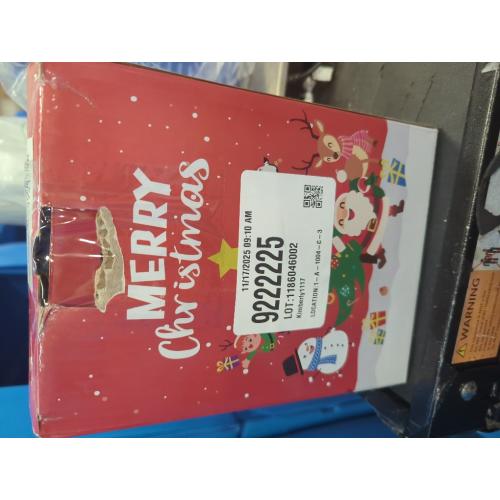 MERRY
Christmas
11/17/2025 09:10 AM
9222225
LOT:1186046002
Kimberly1117
LOCATION:1-A-1004-C-3
WARNING